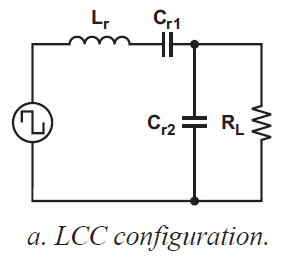 Lr Cr1
Cr2 RL
a. LCC configuration.